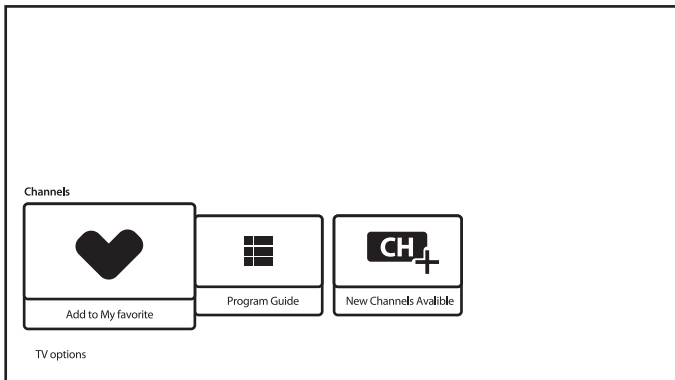 Channels
CH
Add to My favorite
Program Guide
New Channels Avalible
TV options